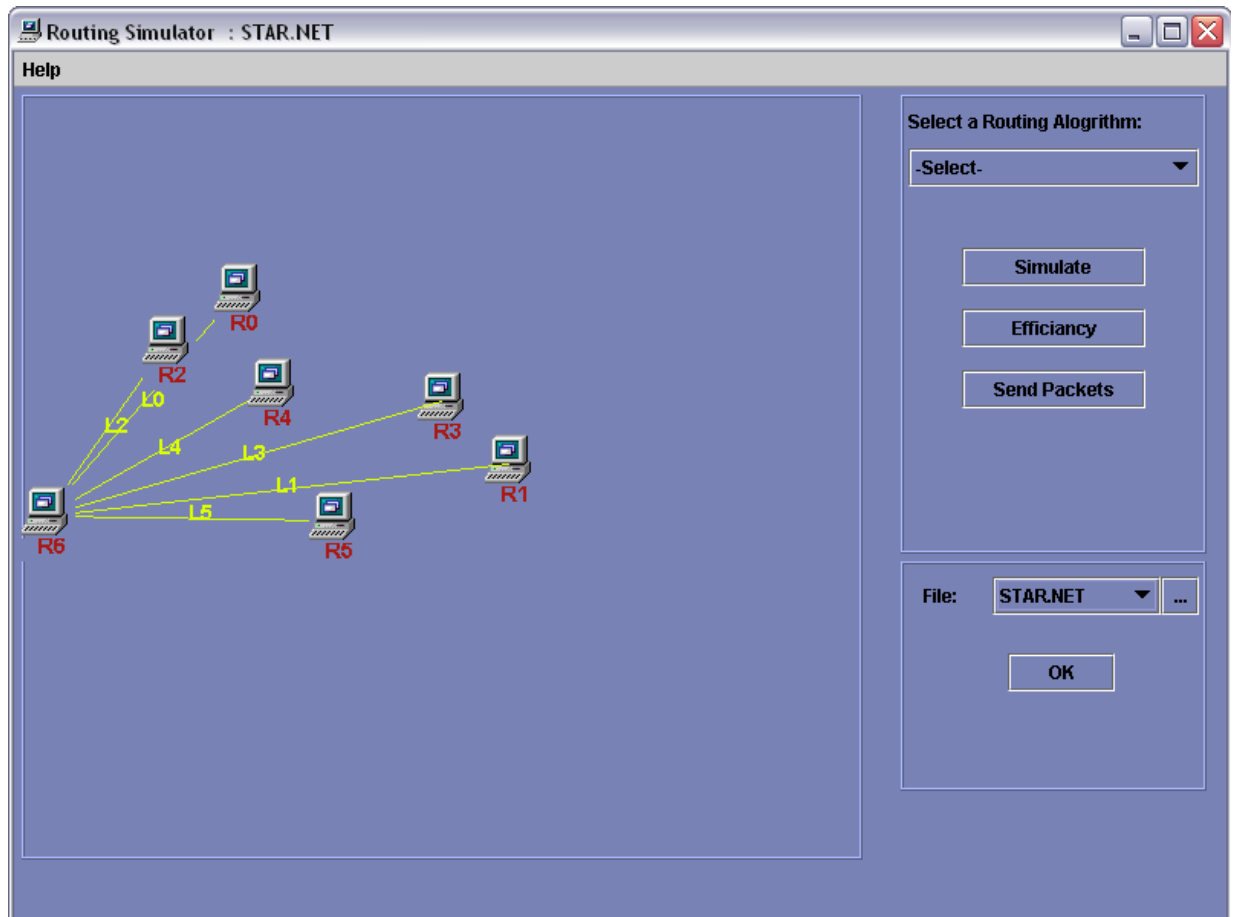 Routing Simulator : STAR.NET
Help
Select a Routing Alogrithm:
-Select-
Simulate
Efficiancy
Send Packets
R0
R2
L0
R4
L2
R3
L4
L3
R1
L1
L5
R6
R5
File:
STAR.NET
...
OK